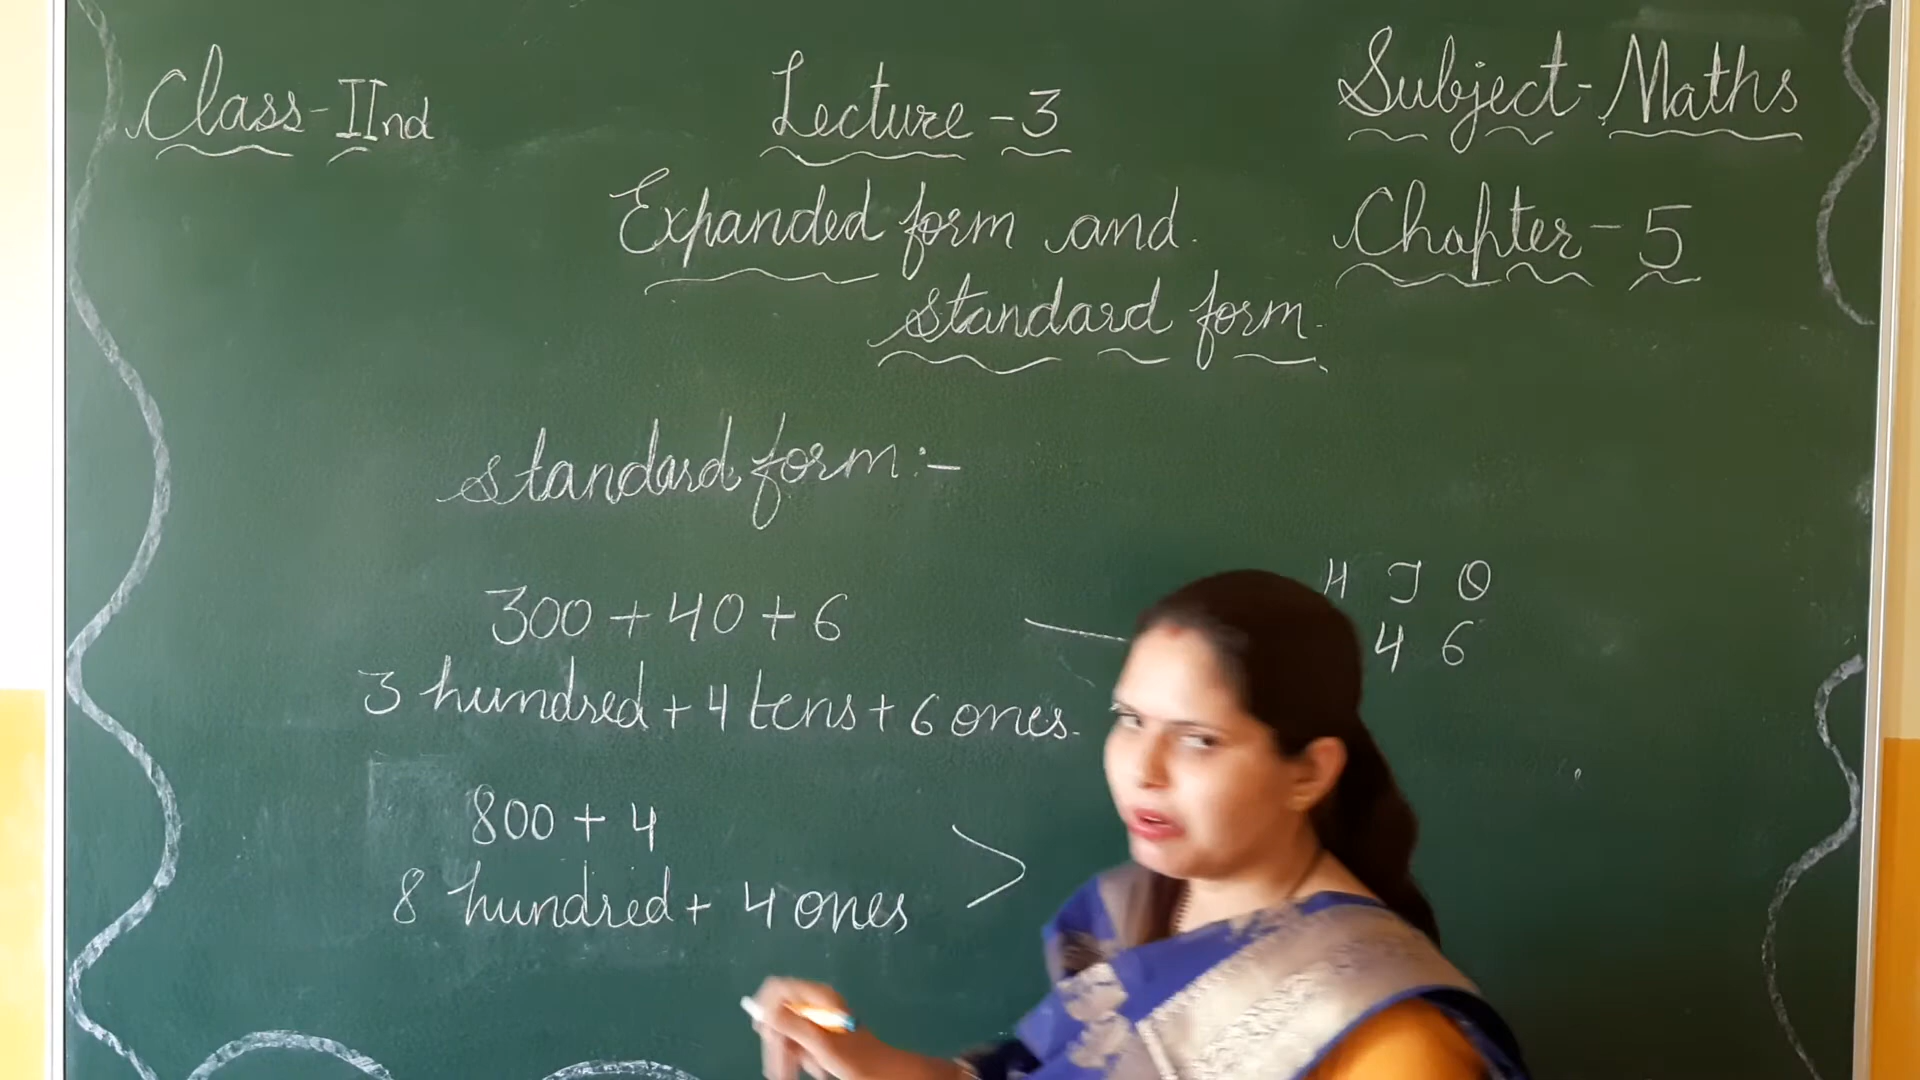 Class-IInd
Lecture-3
Subject-Maths
Expanded form and
standard form.
Chapter-5
standard form:-
300+40+6
3 hundred+4 tens+6 ones.
H T O
4 6
800+4
8 hundred+ 4 ones